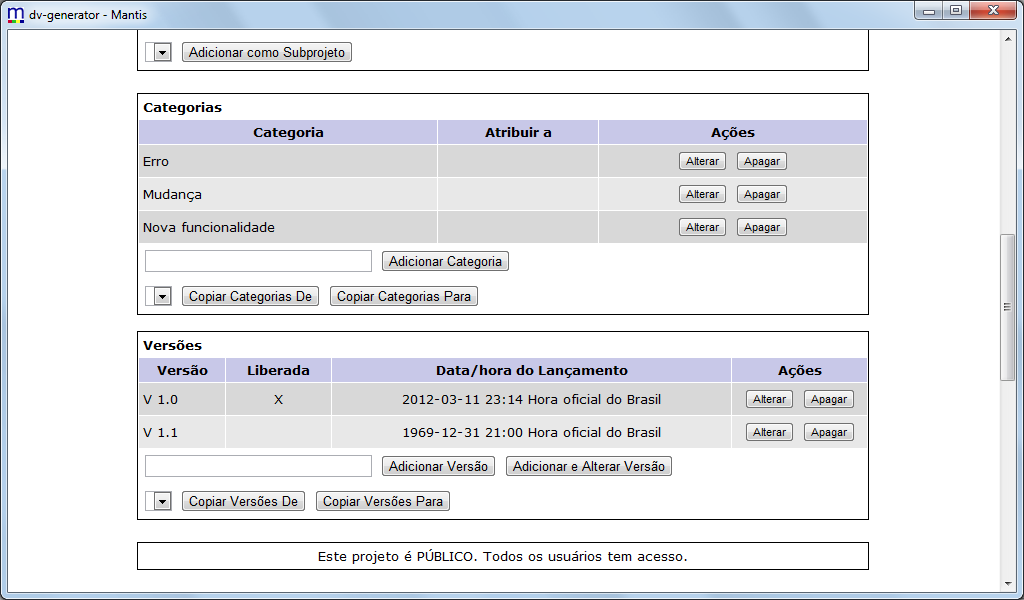 dv-generator - Mantis
Adicionar como Subprojeto
Categorias
Categoria Atribuir a Ações
Erro Alterar Apagar
Mudança Alterar Apagar
Nova funcionalidade Alterar Apagar
Adicionar Categoria
Copiar Categorias De Copiar Categorias Para
Versões
Versão Liberada Data/hora do Lançamento Ações
V 1.0 X 2012-03-11 23:14 Hora oficial do Brasil Alterar Apagar
V 1.1 1969-12-31 21:00 Hora oficial do Brasil Alterar Apagar
Adicionar Versão Adicionar e Alterar Versão
Copiar Versões De Copiar Versões Para
Este projeto é PÚBLICO. Todos os usuários tem acesso.